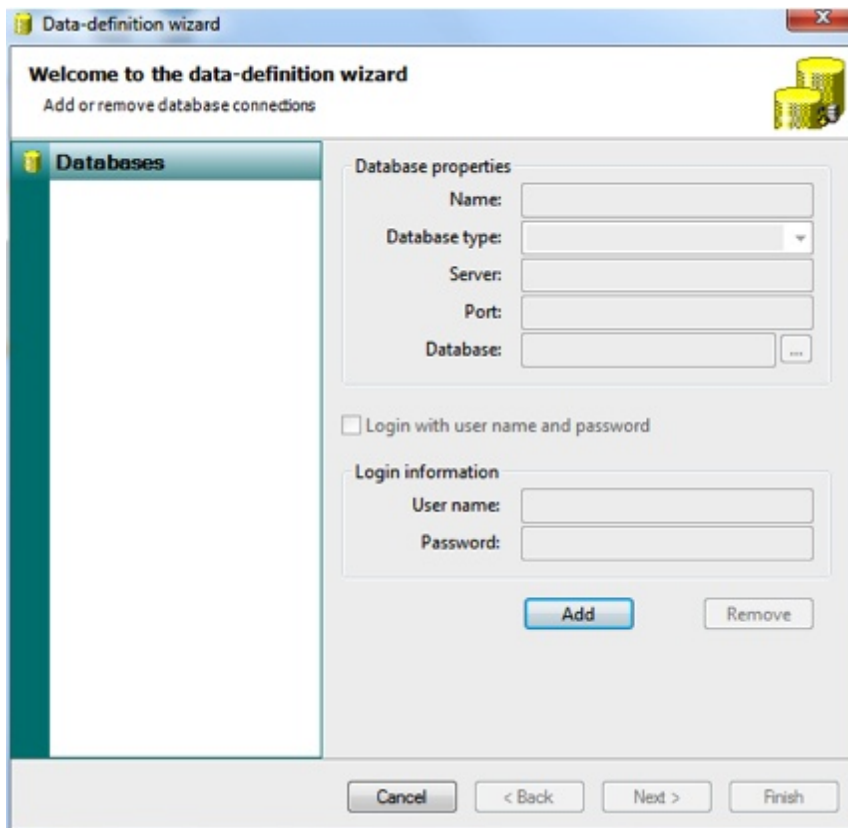 Data-definition wizard
Welcome to the data-definition wizard
Add or remove database connections
Databases
Database properties
Name:
Database type:
Server:
Port:
Database:
...
Login with user name and password
Login information
User name:
Password:
Add Remove
Cancel < Back Next > Finish